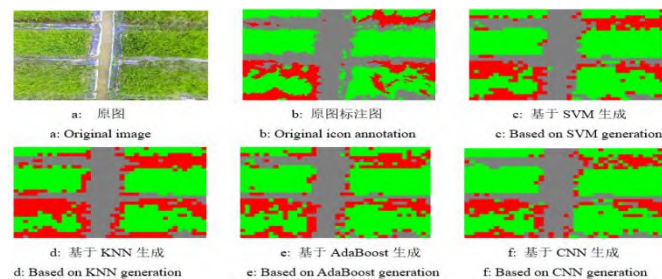 a: 原图
b: 原图标注图
c: 基于 SVM 生成
a: Original image
b: Original icon annotation
c: Based on SVM generation
d: 基于 KNN 生成
e: 基于 AdaBoost 生成
f: 基于 CNN 生成
d: Based on KNN generation
e: Based on AdaBoost generation
f: Based on CNN generation